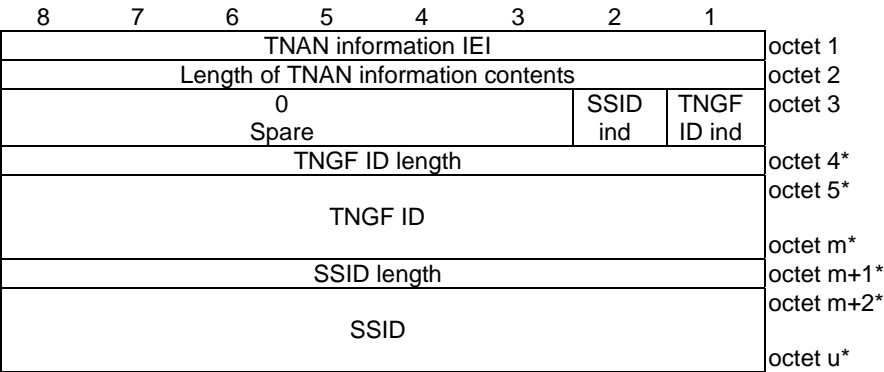 8 7 6 5 4 3 2 1
TNAN information IEI octet 1
Length of TNAN information contents octet 2
0 SSID TNGF octet 3
Spare ind ID ind
TNGF ID length octet 4*
octet 5*
TNGF ID
octet m*
SSID length octet m+1*
octet m+2*
SSID
octet u*